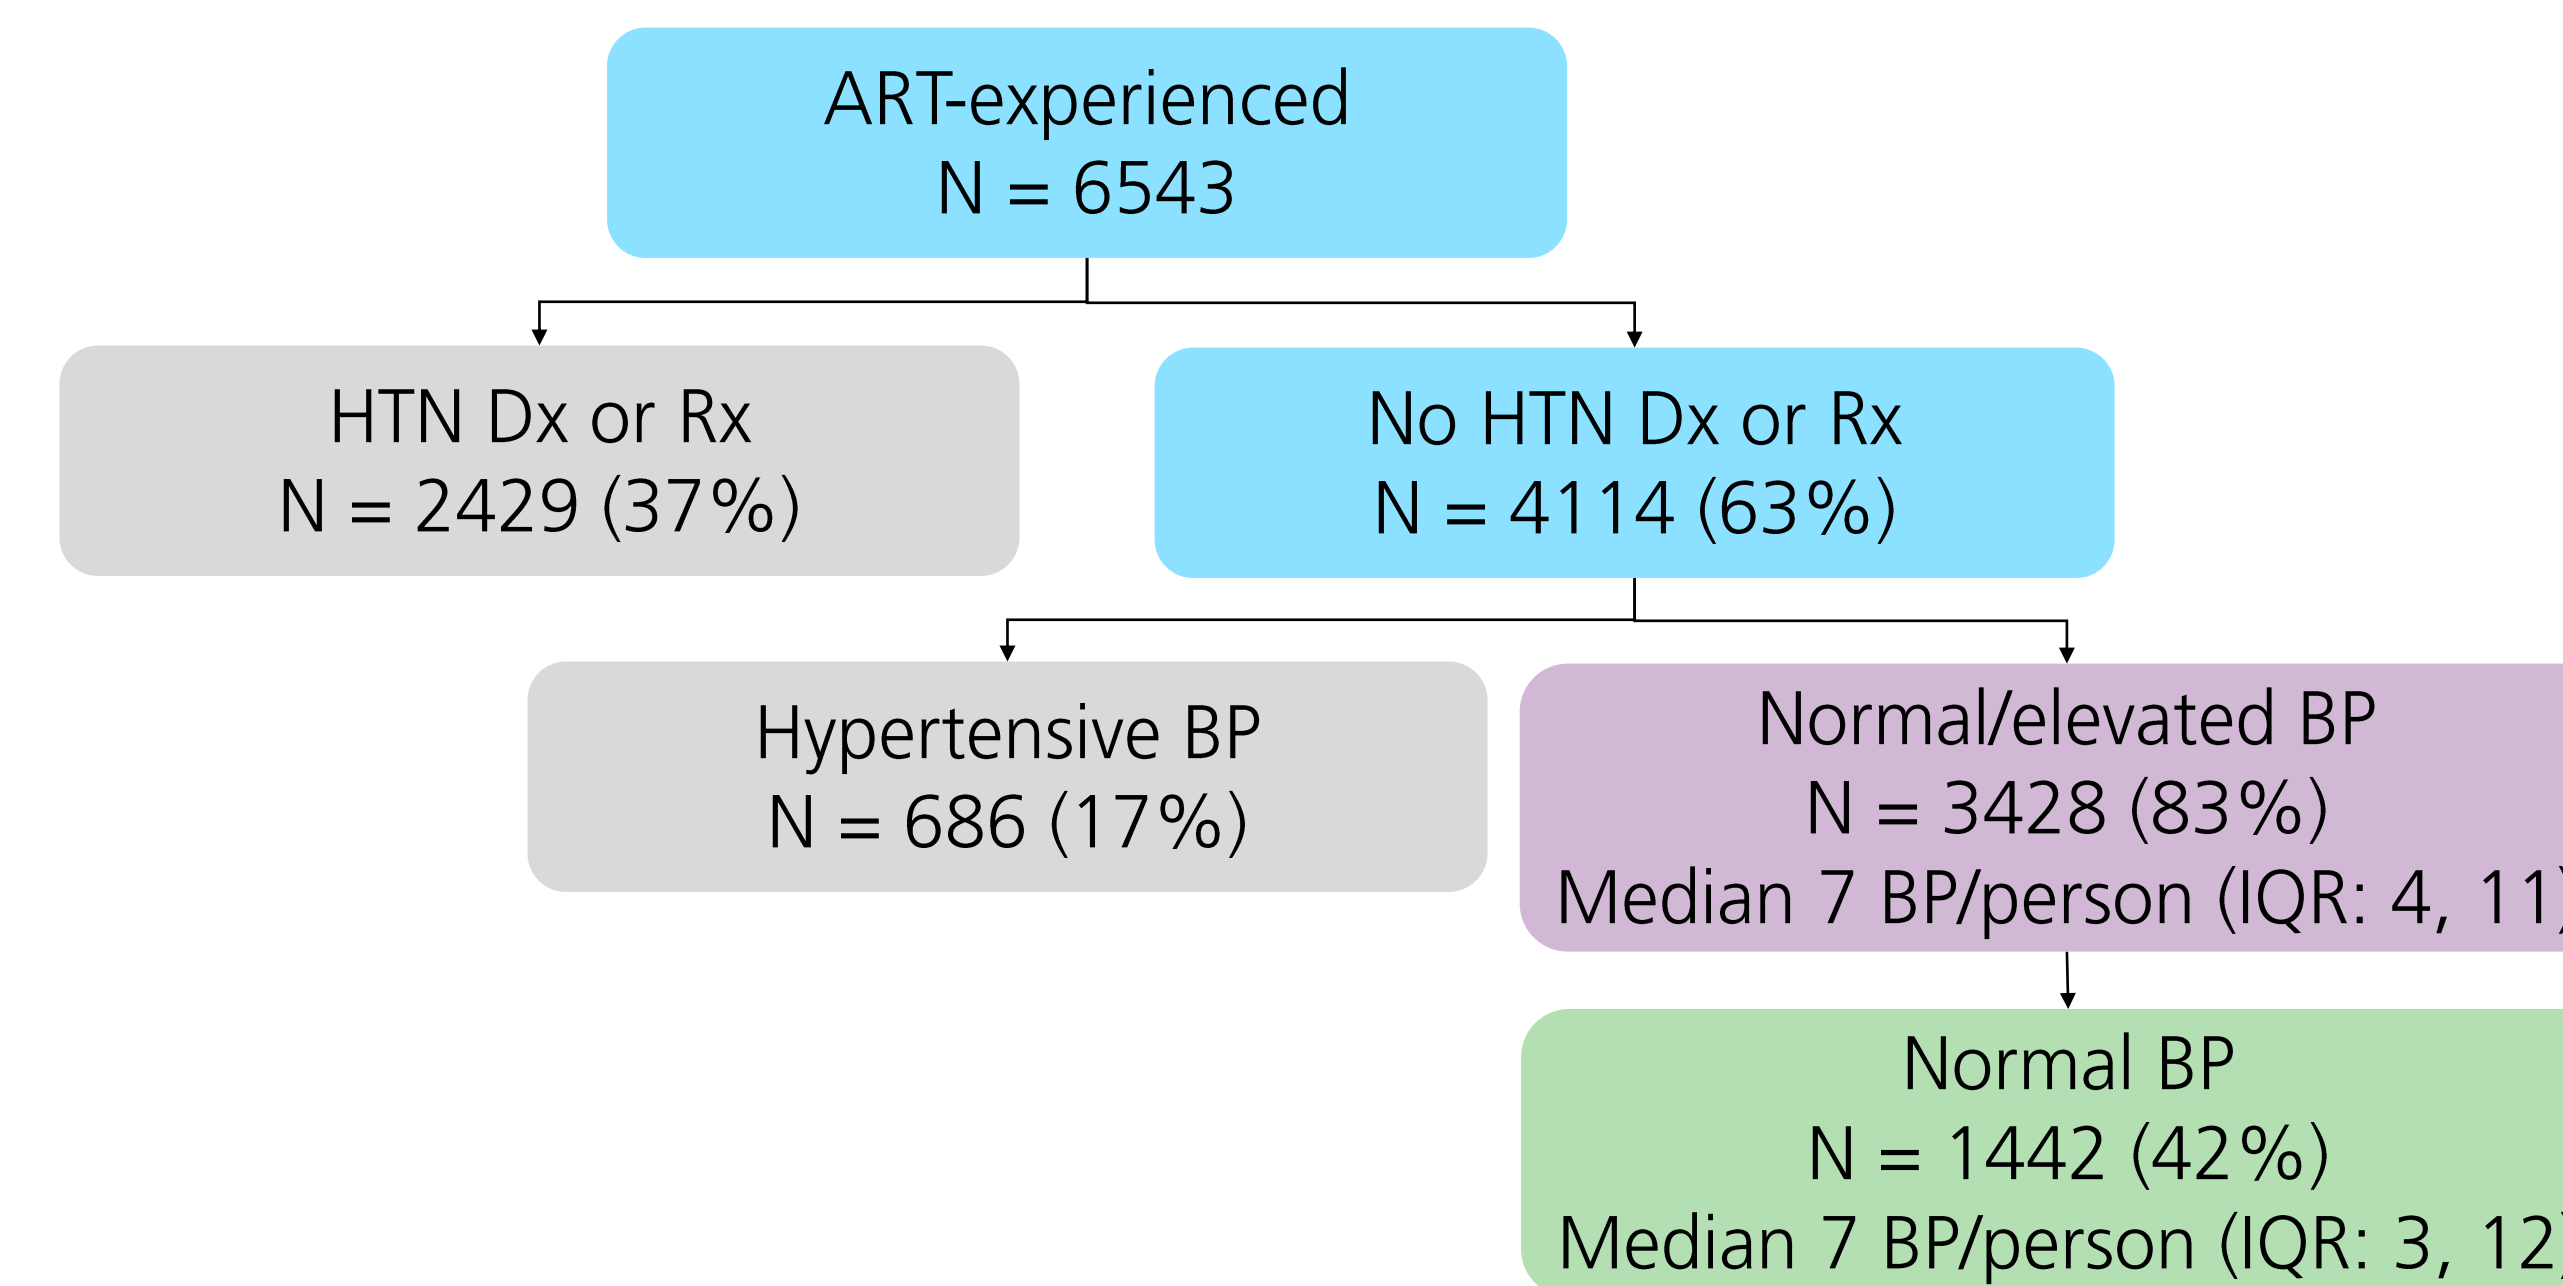 ART-experienced
N = 6543
HTN Dx or Rx
N = 2429 (37%)
No HTN Dx or Rx
N = 4114 (63%)
Hypertensive BP
N = 686 (17%)
Normal/elevated BP
N = 3428 (83%)
Median 7 BP/person (IQR: 4, 11)
Normal BP
N = 1442 (42%)
Median 7 BP/person (IQR: 3, 12)